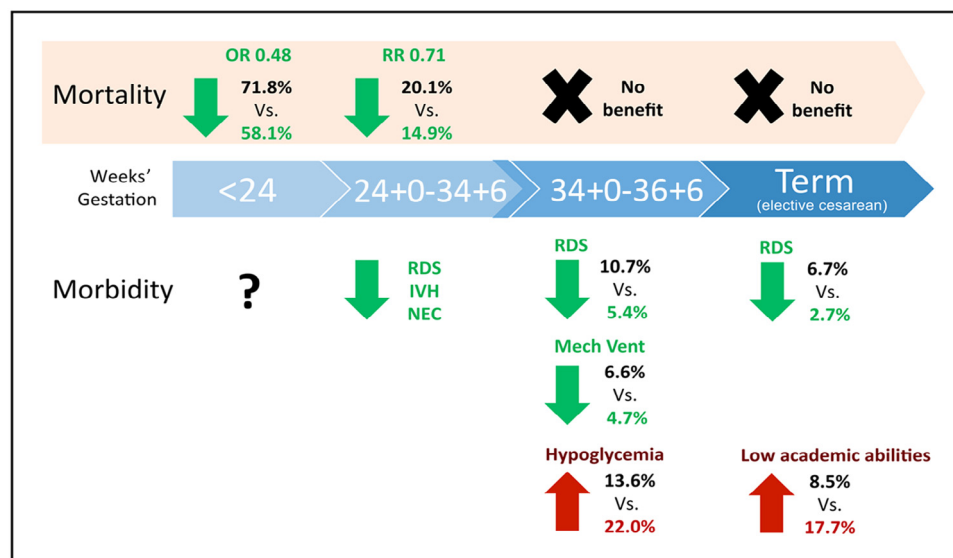 OR 0.48
RR 0.71
Mortality
71.8%
Vs.
58.1%
20.1%
Vs.
14.9%
No
benefit
No
benefit
Weeks'
Gestation
<24
24+0-34+6
34+0-36+6
Term
(elective cesarean)
Morbidity
?
RDS
IVH
NEC
RDS
10.7%
Vs.
5.4%
RDS
6.7%
Vs.
2.7%
Mech Vent
6.6%
Vs.
4.7%
Hypoglycemia
13.6%
Vs.
22.0%
Low academic abilities
8.5%
Vs.
17.7%